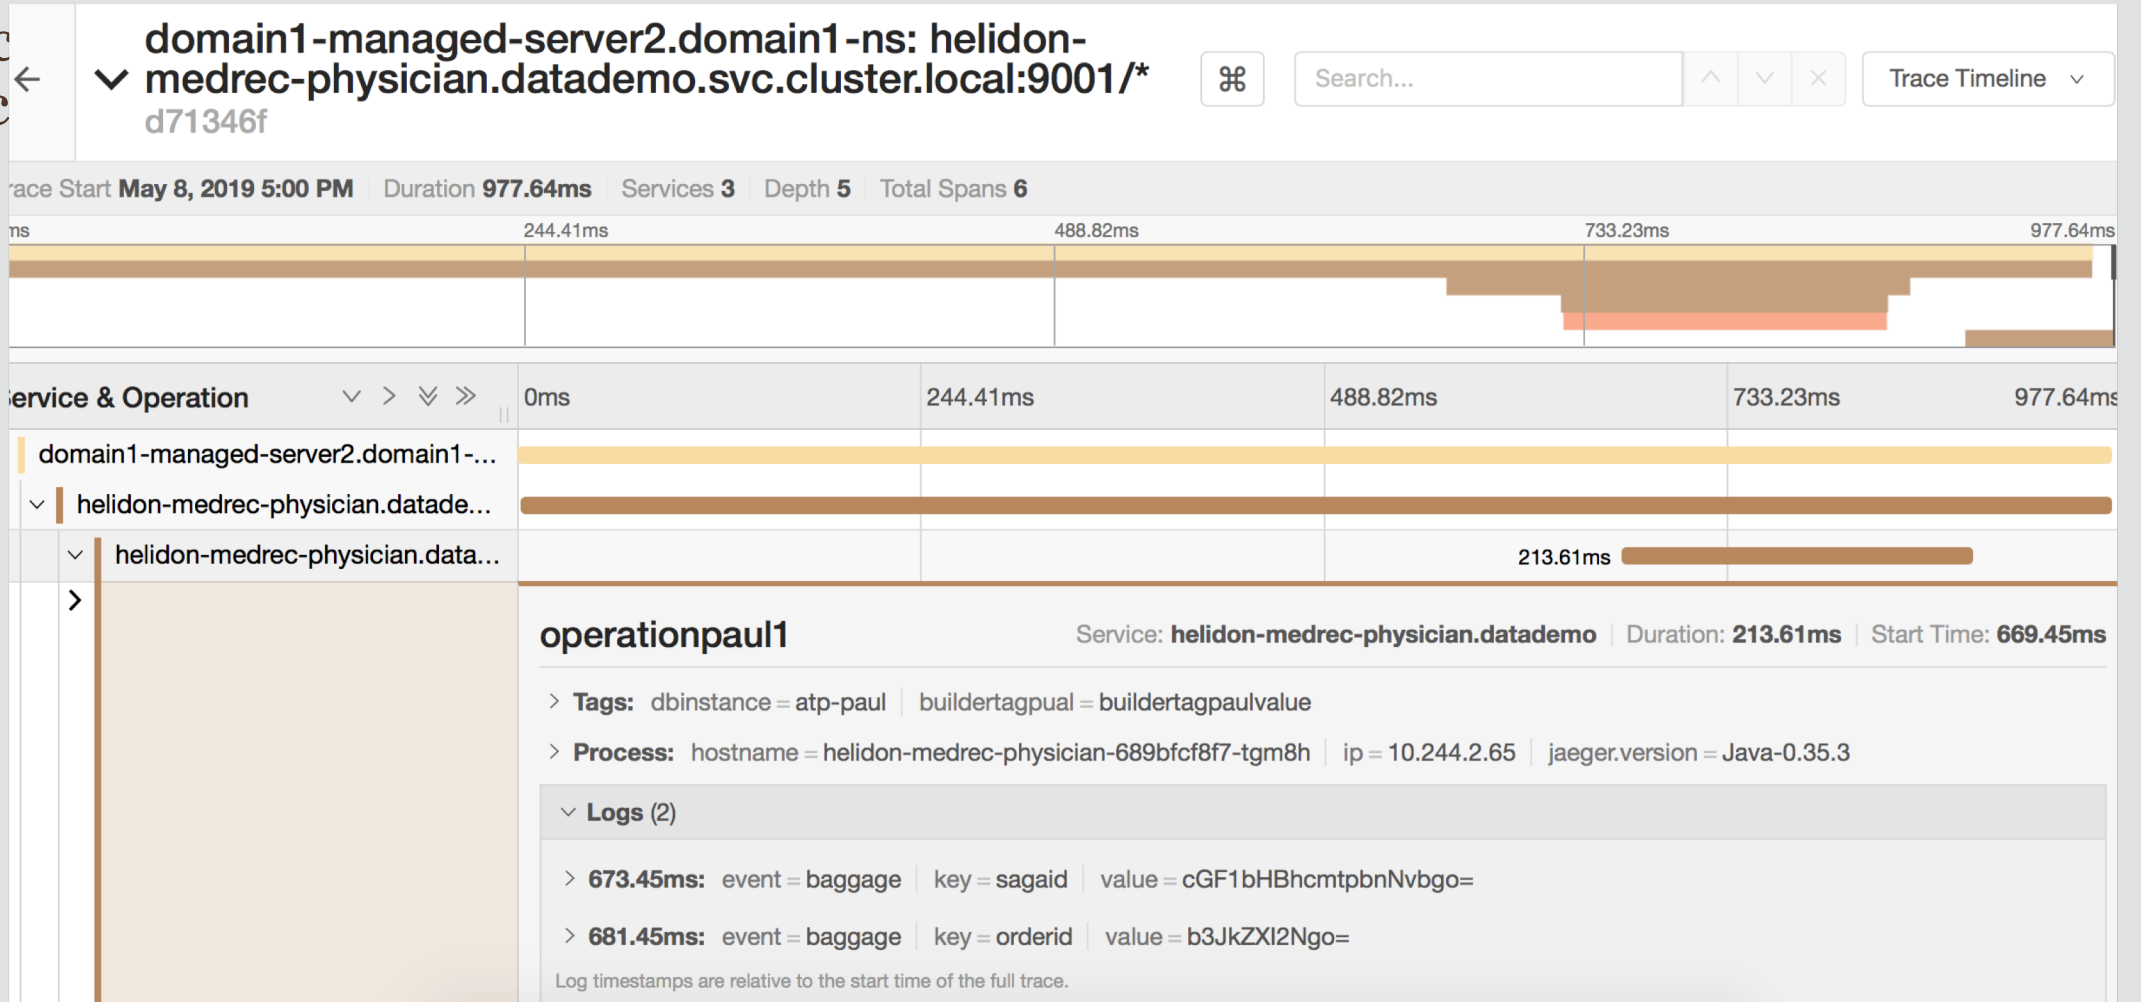 domain1-managed-server2.domain1-ns: helidon-
medrec-physician.datademo.svc.cluster.local:9001/*
d71346f
⌘
Search...
Trace Timeline
race Start May 8, 2019 5:00 PM Duration 977.64ms Services 3 Depth 5 Total Spans 6
ms 244.41ms 488.82ms 733.23ms 977.64ms
Service & Operation 0ms 244.41ms 488.82ms 733.23ms 977.64ms
domain1-managed-server2.domain1-...
helidon-medrec-physician.datade...
helidon-medrec-physician.data... 213.61ms
operationpaul1 Service: helidon-medrec-physician.datademo Duration: 213.61ms Start Time: 669.45ms
Tags: dbinstance = atp-paul buildertagpual = buildertagpaulvalue
Process: hostname = helidon-medrec-physician-689bfcf8f7-tgm8h ip = 10.244.2.65 jaeger.version = Java-0.35.3
Logs (2)
673.45ms: event = baggage key = sagaid value = cGF1bHBhcmtpbnNvbgo=
681.45ms: event = baggage key = orderid value = b3JkZXI2Ngo=
Log timestamps are relative to the start time of the full trace.